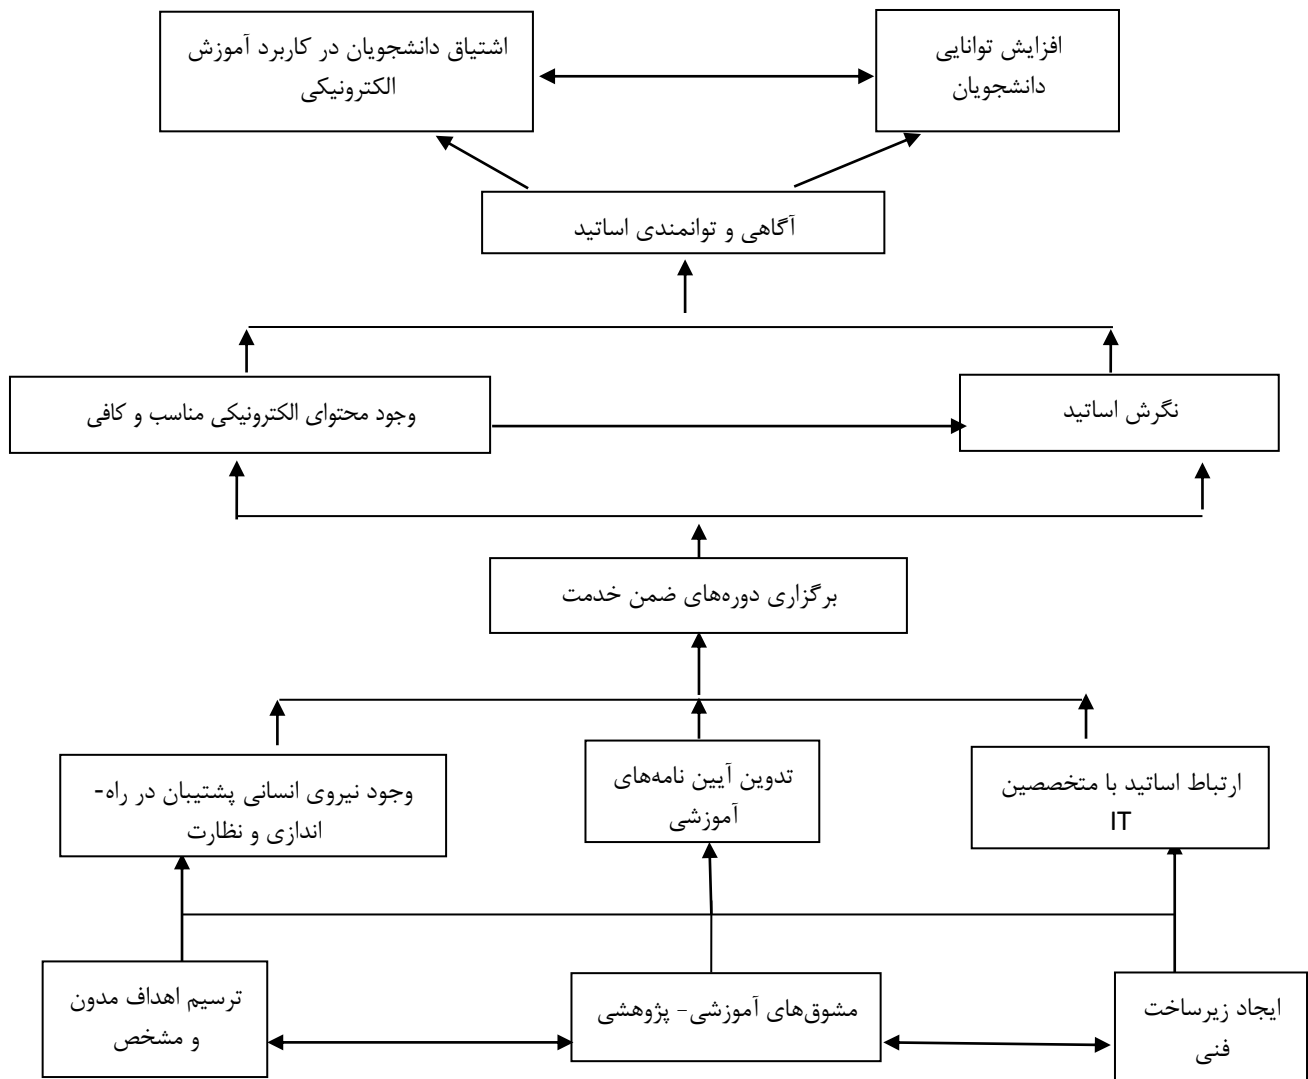 افزایش توانایی
دانشجویان
اشتیاق دانشجویان در کاربرد آموزش
الکترونیکی
آگاهی و توانمندی اساتید
نگرش اساتید
وجود محتوای الکترونیکی مناسب و کافی
برگزاری دوره‌های ضمن خدمت
ارتباط اساتید با متخصصین
IT
تدوین آیین نامه‌های
آموزشی
وجود نیروی انسانی پشتیبان در راه-
اندازی و نظارت
ایجاد زیرساخت
فنی
مشوق‌های آموزشی- پژوهشی
ترسیم اهداف مدون
و مشخص